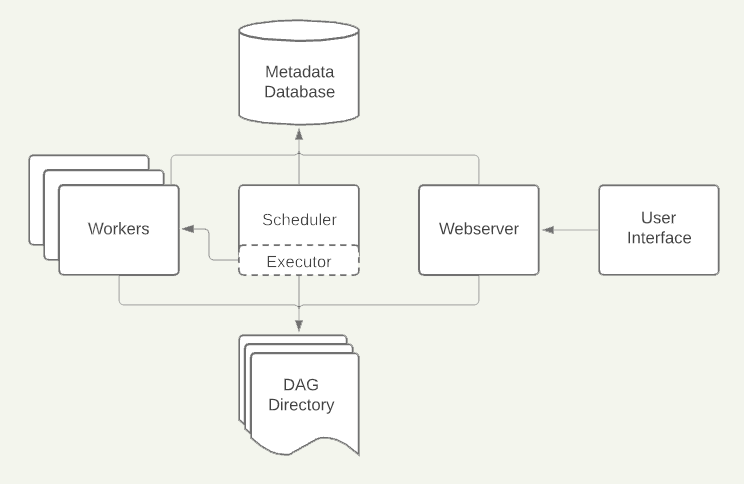 Metadata
Database
Workers
Scheduler
Executor
Webserver
User
Interface
DAG
Directory